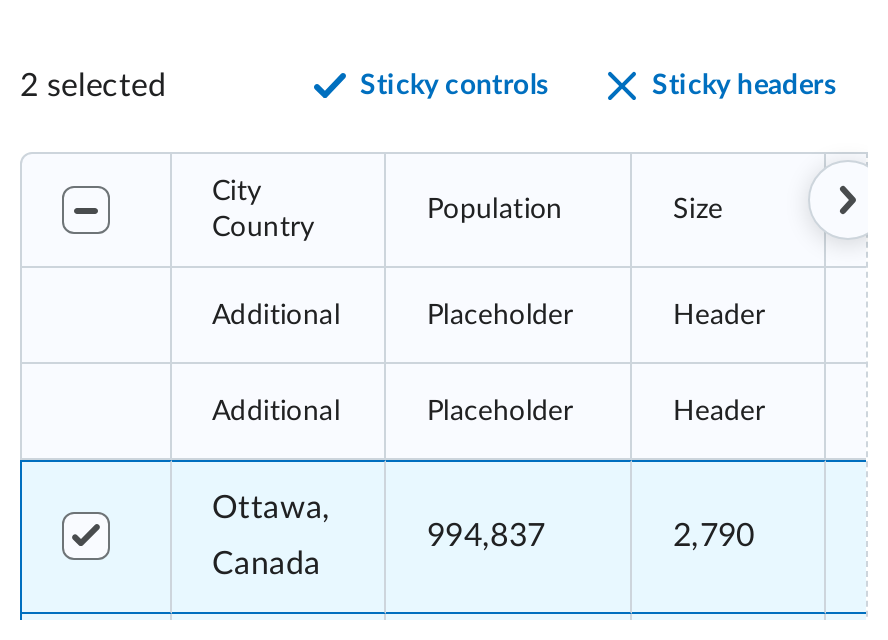 2 selected
Sticky controls
Sticky headers
City
Country
Population
Size
Additional
Placeholder
Header
Additional
Placeholder
Header
Ottawa,
Canada
994,837
2,790